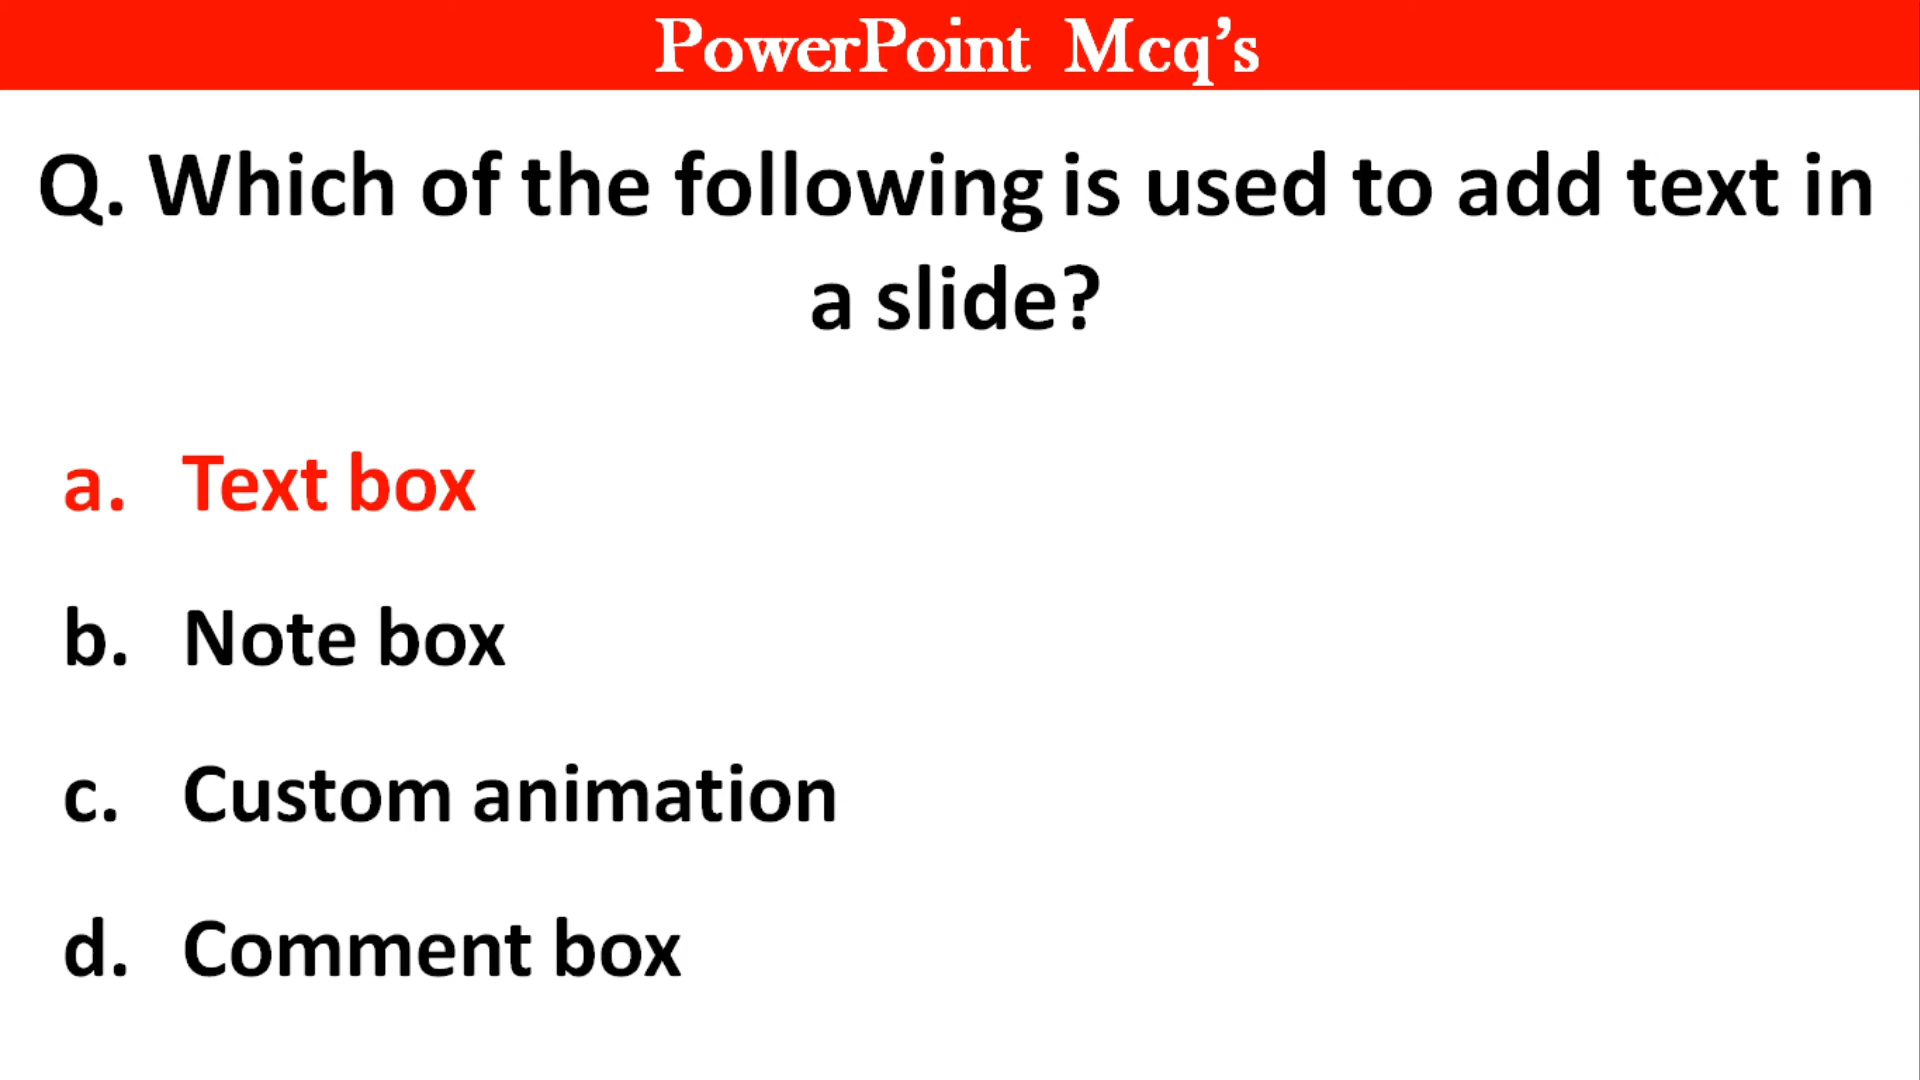 PowerPoint Mcq’s
Q. Which of the following is used to add text in
a slide?
a. Text box
b. Note box
c. Custom animation
d. Comment box